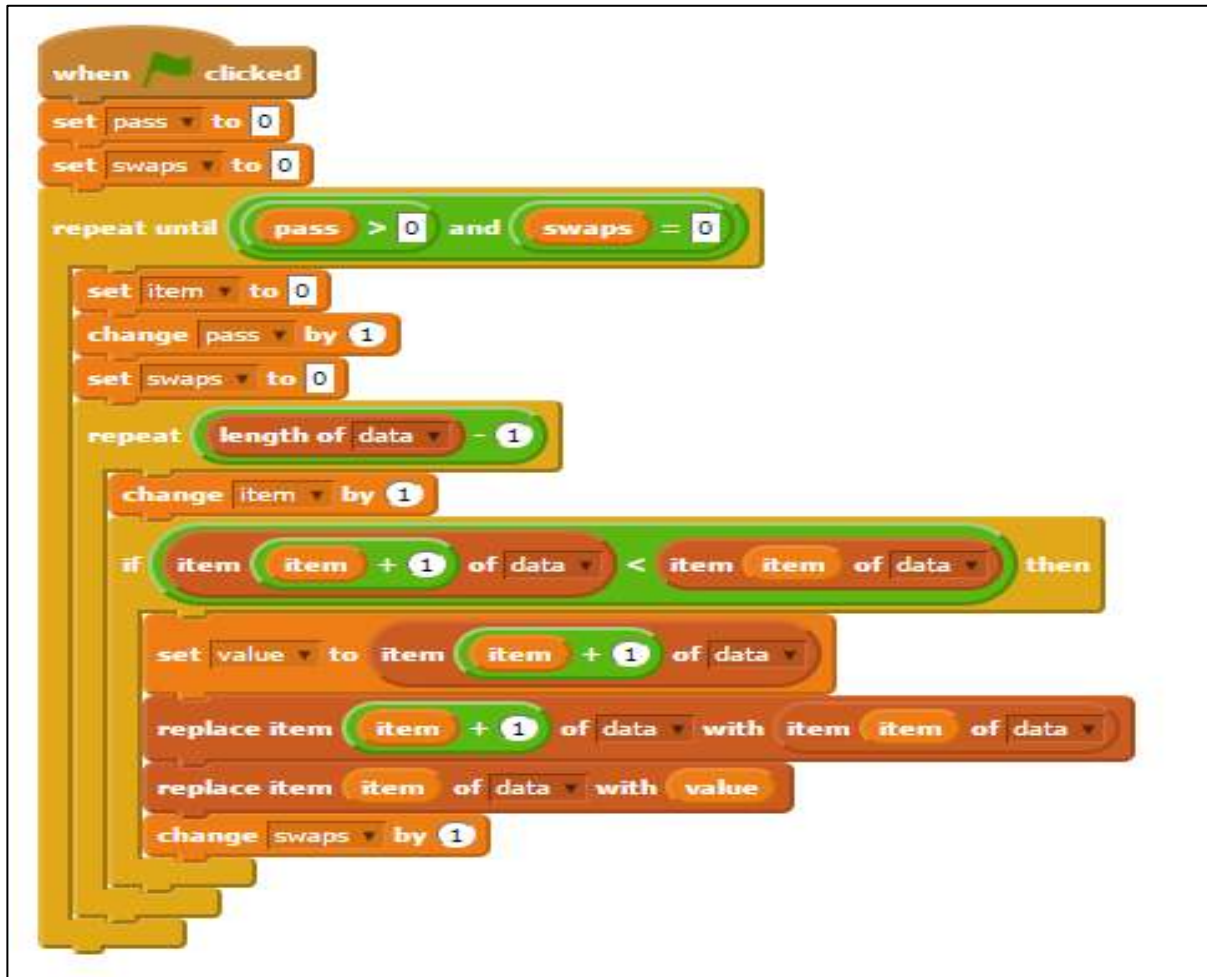 when clicked
set pass to 0
set swaps to 0
repeat until pass > 0 and swaps = 0
set item to 0
change pass by 1
set swaps to 0
repeat length of data - 1
change item by 1
if item item + 1 of data < item item of data then
set value to item item + 1 of data
replace item item + 1 of data with item item of data
replace item item of data with value
change swaps by 1